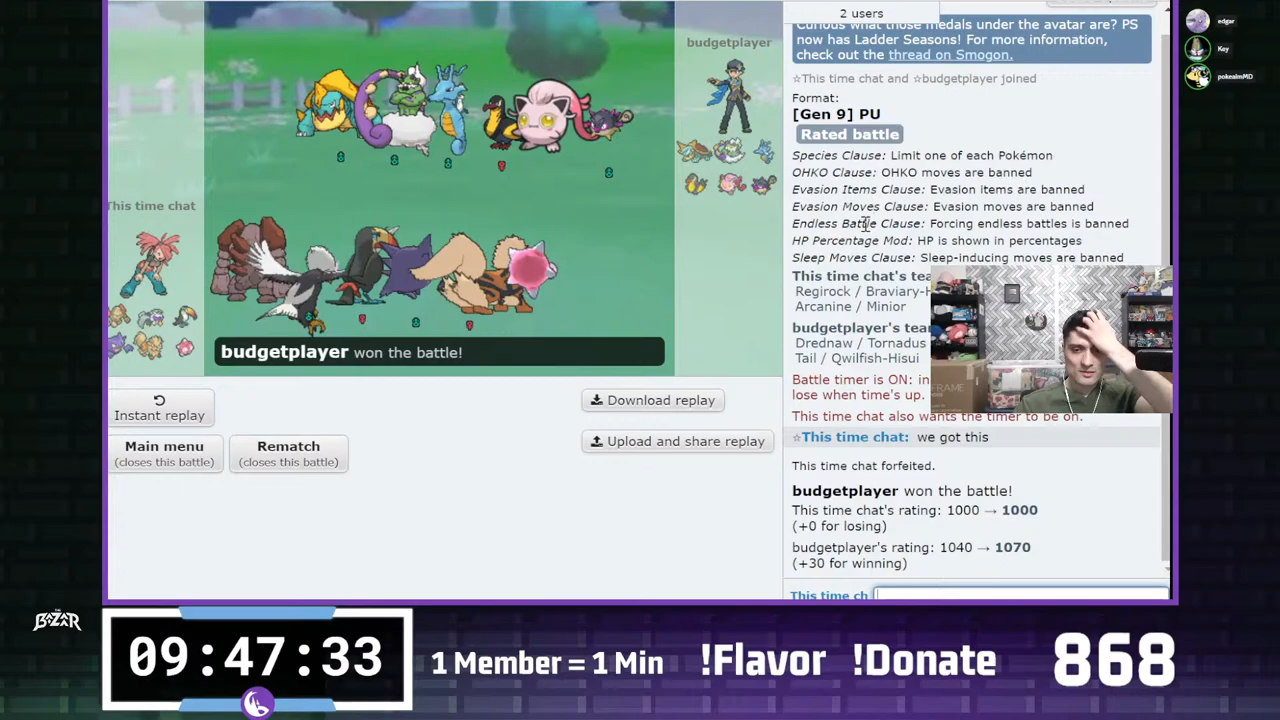 2 users
Curious what those medals under the avatar are? PS
now has Ladder Seasons! For more information,
check out the thread on Smogon.
☆This time chat and ☆budgetplayer joined
Format:
[Gen 9] PU
Rated battle
Species Clause: Limit one of each Pokémon
OHKO Clause: OHKO moves are banned
Evasion Items Clause: Evasion items are banned
Evasion Moves Clause: Evasion moves are banned
Endless Battle Clause: Forcing endless battles is banned
HP Percentage Mod: HP is shown in percentages
Sleep Moves Clause: Sleep-inducing moves are banned
This time chat's tea
Regirock / Braviary-H
Arcanine / Minior
budgetplayer's tea
Drednaw / Tornadus
Tail / Qwilfish-Hisui
Battle timer is ON: in
lose when time's up.
This time chat also wants the timer to be on.
☆This time chat: we got this
This time chat forfeited.
budgetplayer won the battle!
This time chat's rating: 1000 → 1000
(+0 for losing)
budgetplayer's rating: 1040 → 1070
(+30 for winning)
This time ch
budgetplayer
This time chat
budgetplayer won the battle!
Instant replay
Download replay
Upload and share replay
Main menu
(closes this battle)
Rematch
(closes this battle)
edgar
Key
pokeaimMD
THE BAZAR
09:47:33
1 Member = 1 Min
!Flavor
!Donate
868